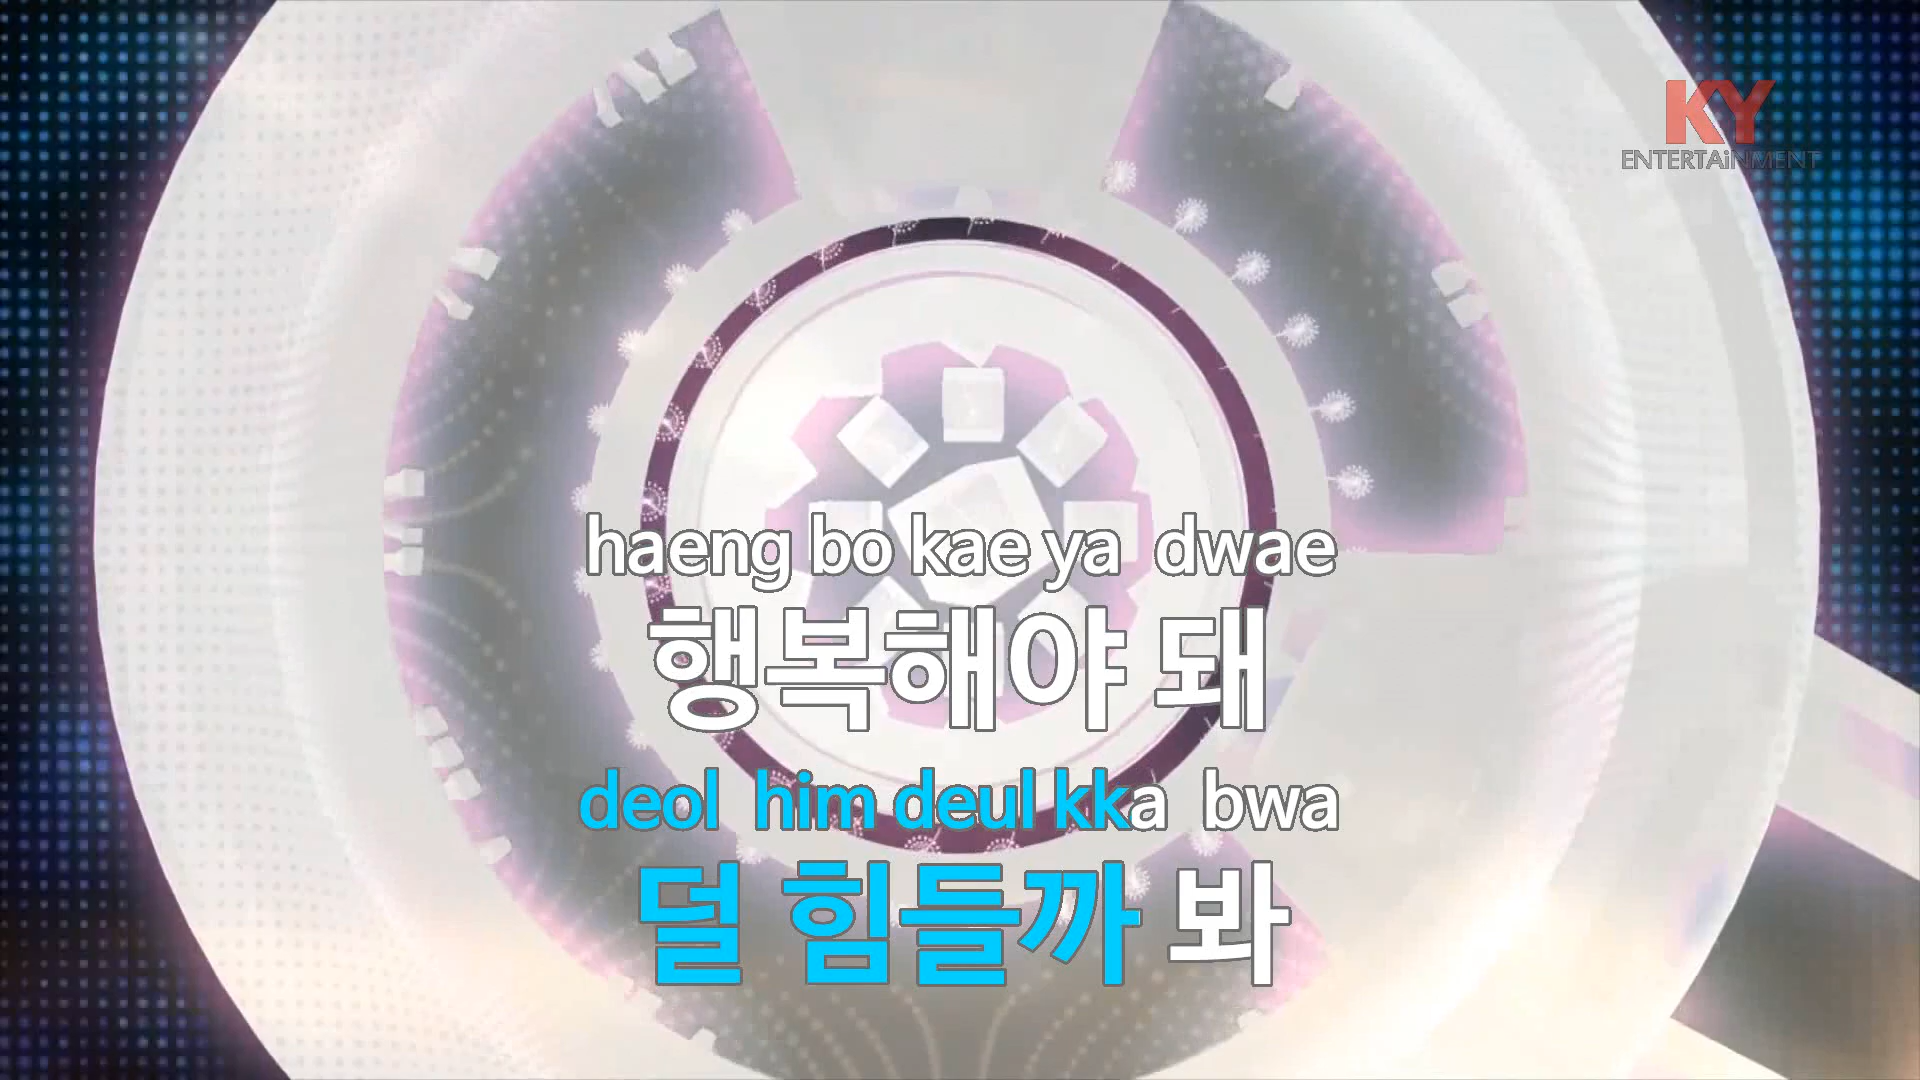 KY
ENTERTAiNMENT
haeng bo kae ya dwae
행복해야 돼
deol him deul kka bwa
덜 힘들까 봐